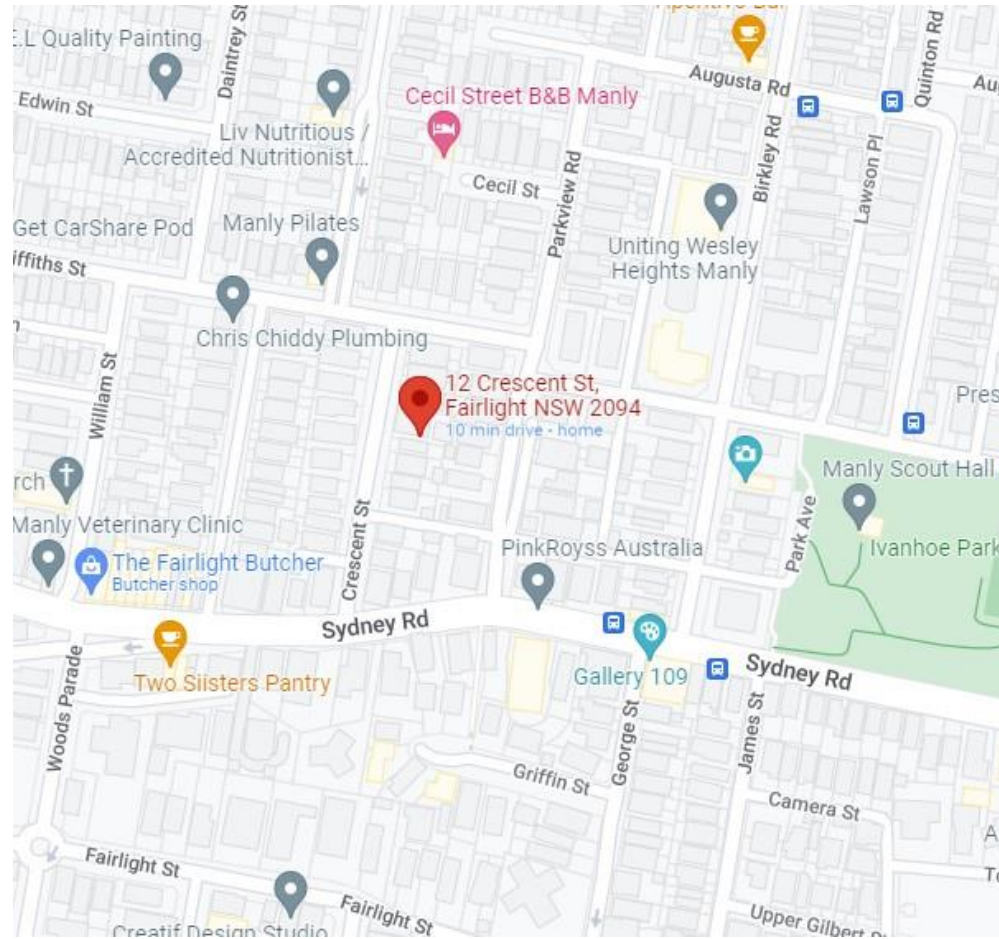 Aperitivo Bar
E.L Quality Painting
Daintrey St
Quinton Rd
Augusta Rd
Edwin St
Cecil Street B&B Manly
Liv Nutritious /
Accredited Nutritionist...
Birkley Rd
Lawson Pl
Cecil St
Parkview Rd
Get CarShare Pod
Manly Pilates
Uniting Wesley
Heights Manly
iffiths St
Chris Chiddy Plumbing
William St
12 Crescent St,
Fairlight NSW 2094
10 min drive - home
Pres
rch
Manly Scout Hall
Manly Veterinary Clinic
Crescent St
PinkRoyss Australia
Park Ave
Ivanhoe Park
The Fairlight Butcher
Butcher shop
Sydney Rd
Two Siisters Pantry
Gallery 109
Sydney Rd
Woods Parade
George St
James St
Griffin St
Camera St
Fairlight St
Fairlight St
Upper Gilbert
Creatif Design Studio